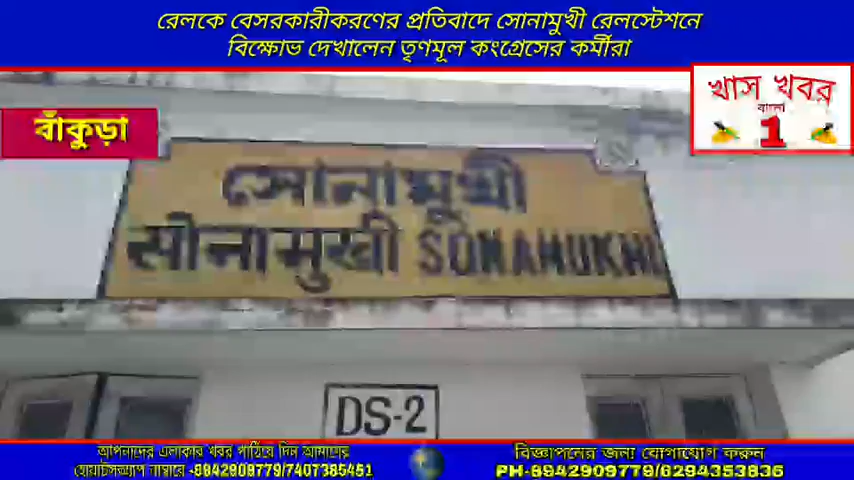 রেলকে বেসরকারীকরণের প্রতিবাদে সোনামুখী রেলস্টেশনে
বিক্ষোভ দেখালেন তৃণমূল কংগ্রেসের কর্মীরা
খাস খবর
বাংলা
1
বাঁকুড়া
সোনামুখী
सोनामुखी SONAMUKHI
DS-2
আপনাদের এলাকার খবর পাঠিয়ে দিন আমাদের
হোয়াটসঅ্যাপ নাম্বারে -8942909779/7407385451
বিজ্ঞাপনের জন্য যোগাযোগ করুন
PH-8942909779/6294353836